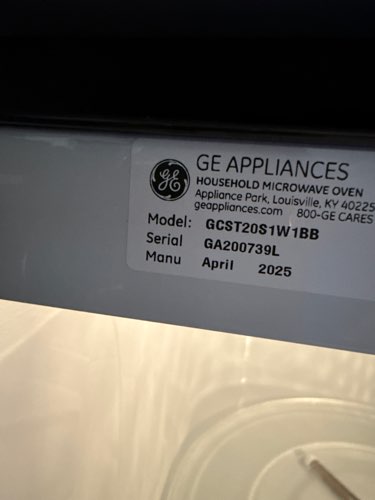 GE
GE APPLIANCES
HOUSEHOLD MICROWAVE OVEN
Appliance Park, Louisville, KY 40225
geappliances.com 800-GE CARES
Model: GCST20S1W1BB
Serial GA200739L
Manu April 2025